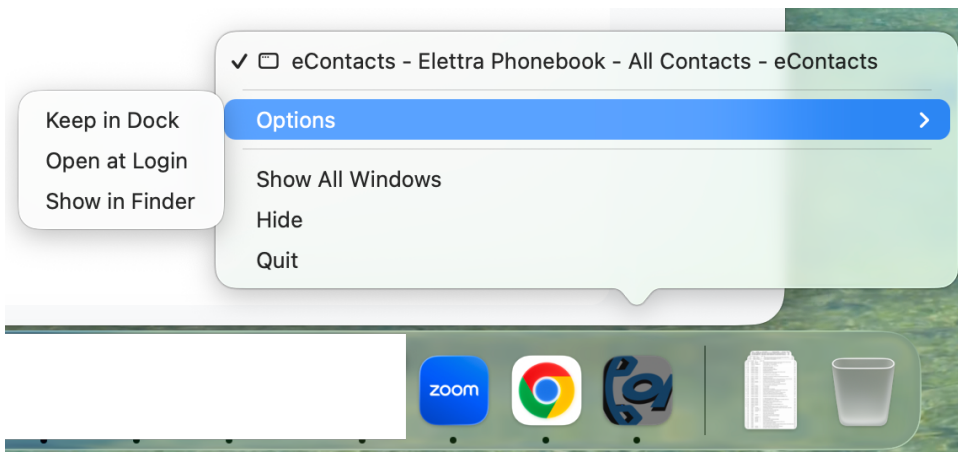 eContacts - Elettra Phonebook - All Contacts - eContacts
Options
Keep in Dock
Open at Login
Show in Finder
Show All Windows
Hide
Quit
zoom